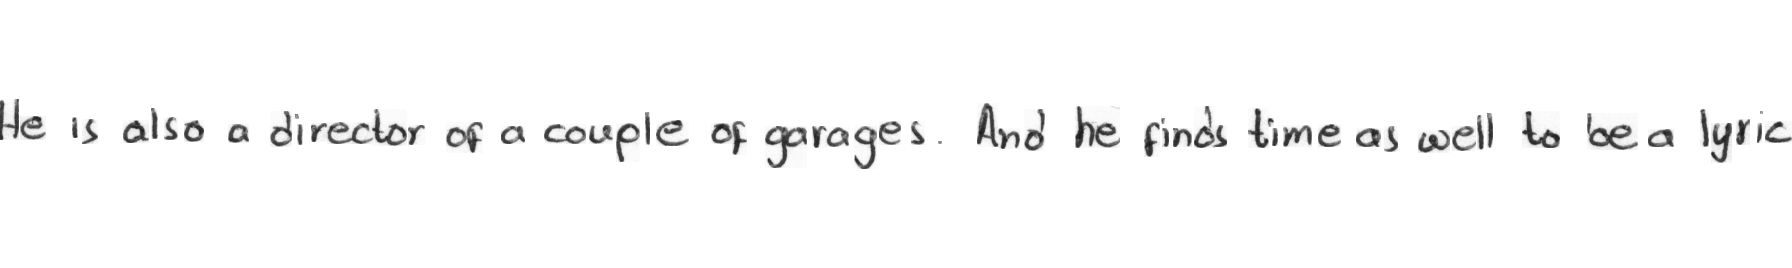 He is also a director of a couple of garages. And he finds time as well to be a lyric